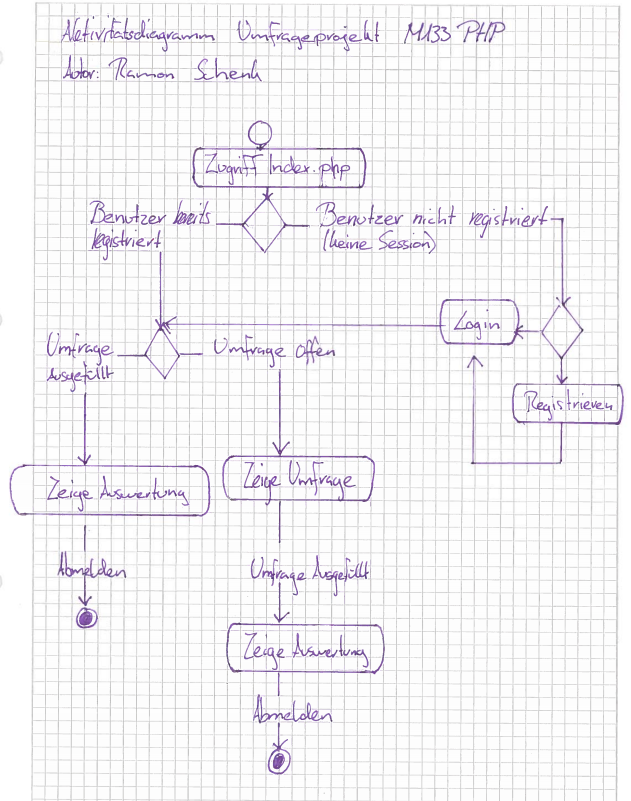 Aktivitätsdiagramm Umfrageprojekt M133 PHP
Autor: Ramon Schenk
Zugriff Index.php
Benutzer bereits
registriert
Benutzer nicht registriert
(keine Session)
Login
Umfrage
Ausgefüllt
Umfrage offen
Registrieren
Zeige Auswertung
Zeige Umfrage
Abmelden
Umfrage Ausgefüllt
Zeige Auswertung
Abmelden